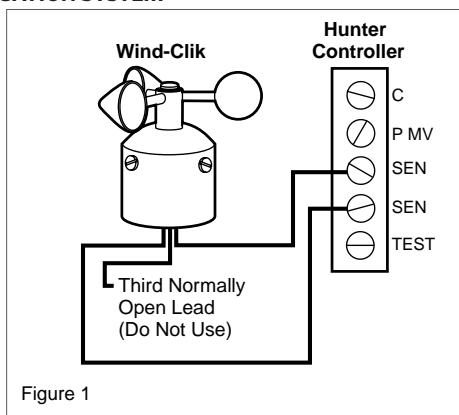 Wind-Clik
Hunter
Controller
C
P MV
SEN
SEN
TEST
Third Normally
Open Lead
(Do Not Use)
Figure 1